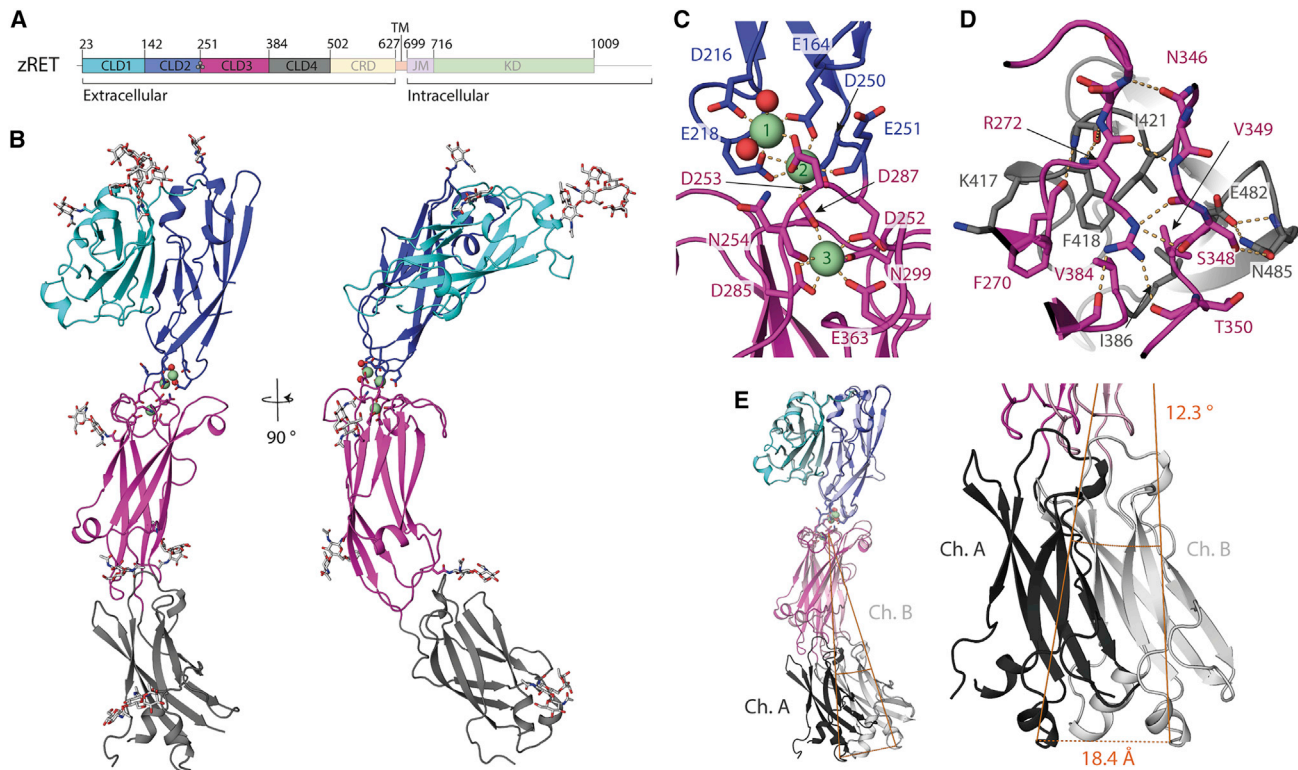 A
TM
23 142 251 384 502 627 699 716 1009
zRET CLD1 CLD2 CLD3 CLD4 CRD JM KD
Extracellular Intracellular
B
90 °
C
D216 E164
D250
1
E218 E251
2
D253 D287
D252
N254 3
N299
D285
E363
D
N346
R272 I421
V349
K417 E482
F418
S348
V384 N485
F270
I386 T350
E
Ch. B
Ch. A
12.3 °
Ch. A Ch. B
18.4 Å